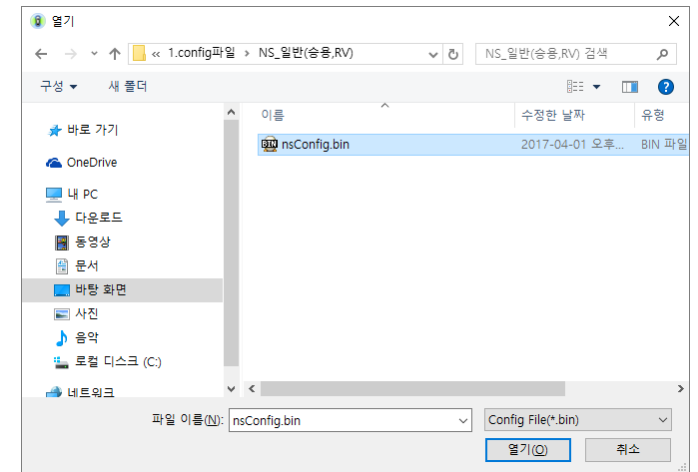 열기
« 1.config파일 › NS_일반(승용,RV)
NS_일반(승용,RV) 검색
구성
새 폴더
이름
수정한 날짜
유형
바로 가기
BIN nsConfig.bin
2017-04-01 오후...
BIN 파일
OneDrive
내 PC
다운로드
동영상
문서
바탕 화면
사진
음악
로컬 디스크 (C:)
네트워크
파일 이름(N):
nsConfig.bin
Config File(*.bin)
열기(O)
취소